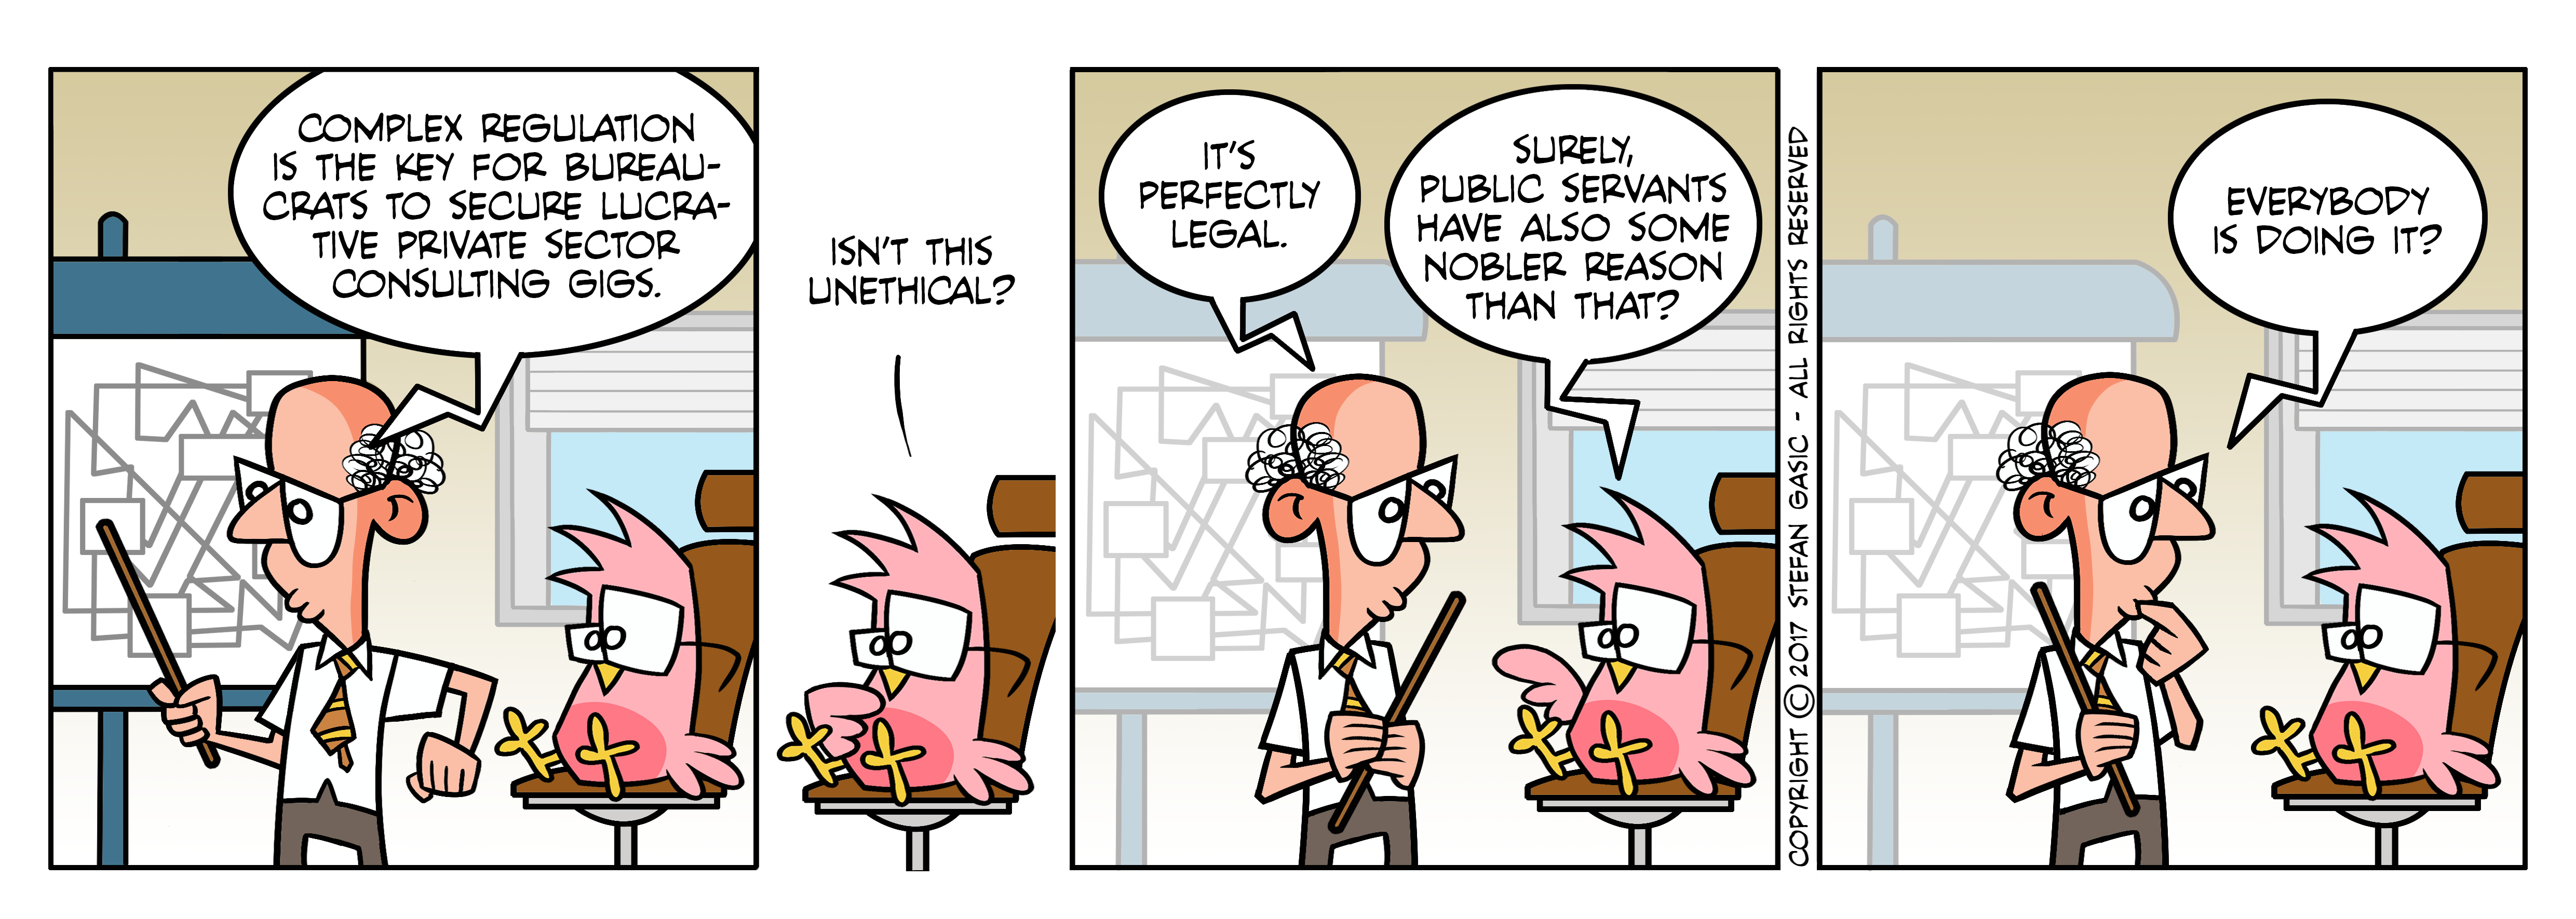 COMPLEX REGULATION
IS THE KEY FOR BUREAU-
CRATS TO SECURE LUCRA-
TIVE PRIVATE SECTOR
CONSULTING GIGS.
ISN'T THIS
UNETHICAL?
IT'S
PERFECTLY
LEGAL.
SURELY,
PUBLIC SERVANTS
HAVE ALSO SOME
NOBLER REASON
THAN THAT?
COPYRIGHT © 2017 STEFAN GASIC - ALL RIGHTS RESERVED
EVERYBODY
IS DOING IT?